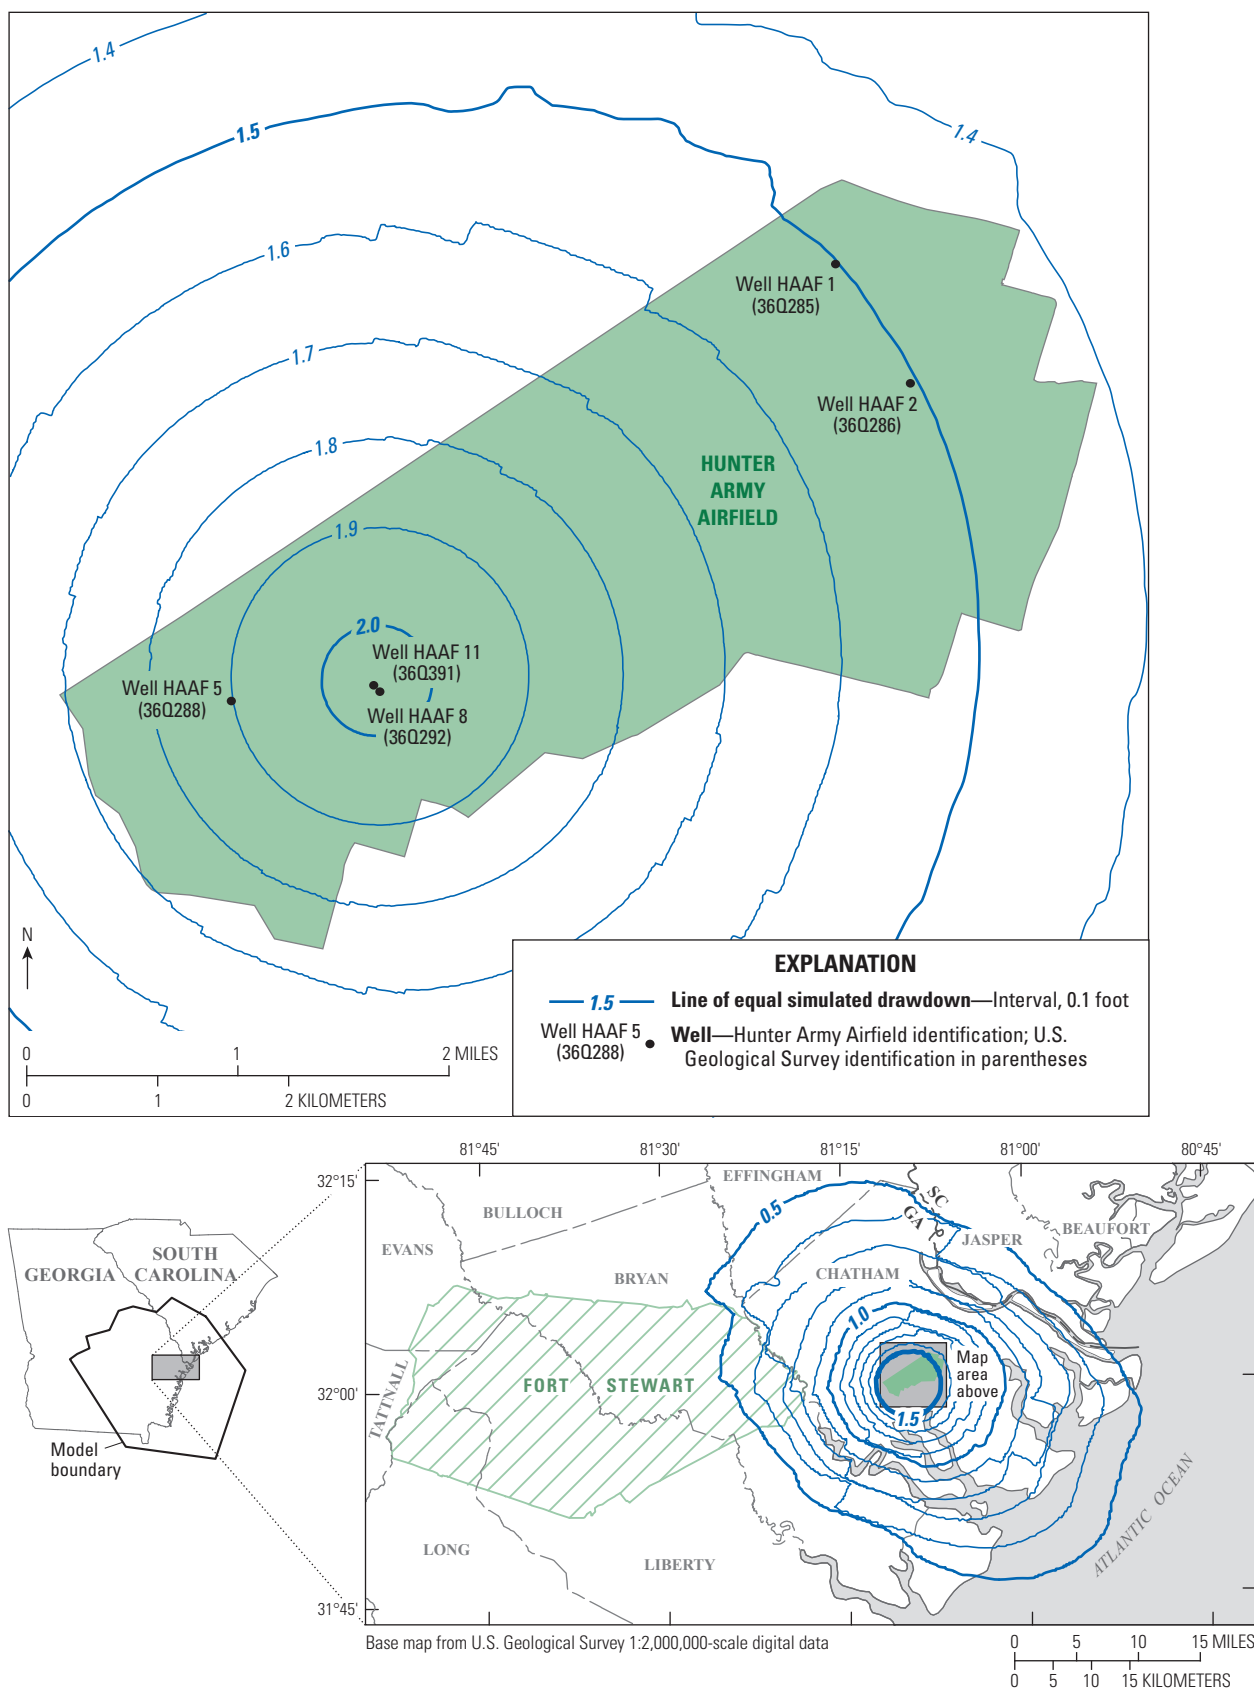 1.4
1.5
1.4
1.6
Well HAAF 1
(36Q285)
1.7
Well HAAF 2
(36Q286)
1.8
HUNTER
ARMY
AIRFIELD
1.9
2.0
Well HAAF 11
(36Q391)
Well HAAF 5
(36Q288)
Well HAAF 8
(36Q292)
N
EXPLANATION
1.5 Line of equal simulated drawdown—Interval, 0.1 foot
Well HAAF 5
(36Q288)
Well—Hunter Army Airfield identification; U.S.
Geological Survey identification in parentheses
0 1 2 MILES
0 1 2 KILOMETERS
81°45' 81°30' 81°15' 81°00' 80°45'
32°15'
32°00'
31°45'
EFFINGHAM
BULLOCH
EVANS
BRYAN
0.5
SC
GA
JASPER
BEAUFORT
CHATHAM
1.0
Map
area
above
1.5
FORT STEWART
TATTNALL
LONG
LIBERTY
ATLANTIC OCEAN
GEORGIA
SOUTH
CAROLINA
Model
boundary
Base map from U.S. Geological Survey 1:2,000,000-scale digital data
0 5 10 15 MILES
0 5 10 15 KILOMETERS